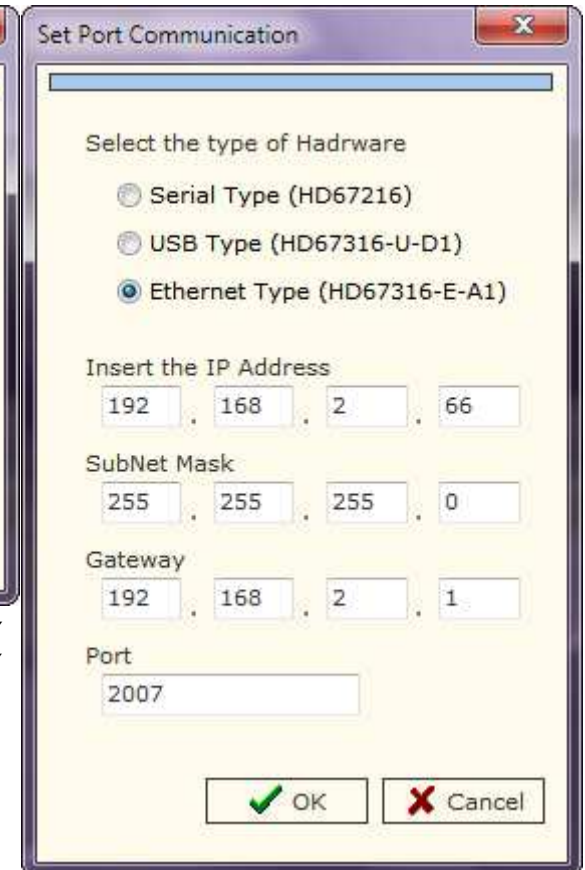 Set Port Communication
Select the type of Hadrware
Serial Type (HD67216)
USB Type (HD67316-U-D1)
Ethernet Type (HD67316-E-A1)
Insert the IP Address
192 . 168 . 2 . 66
SubNet Mask
255 . 255 . 255 . 0
Gateway
192 . 168 . 2 . 1
Port
2007
OK Cancel